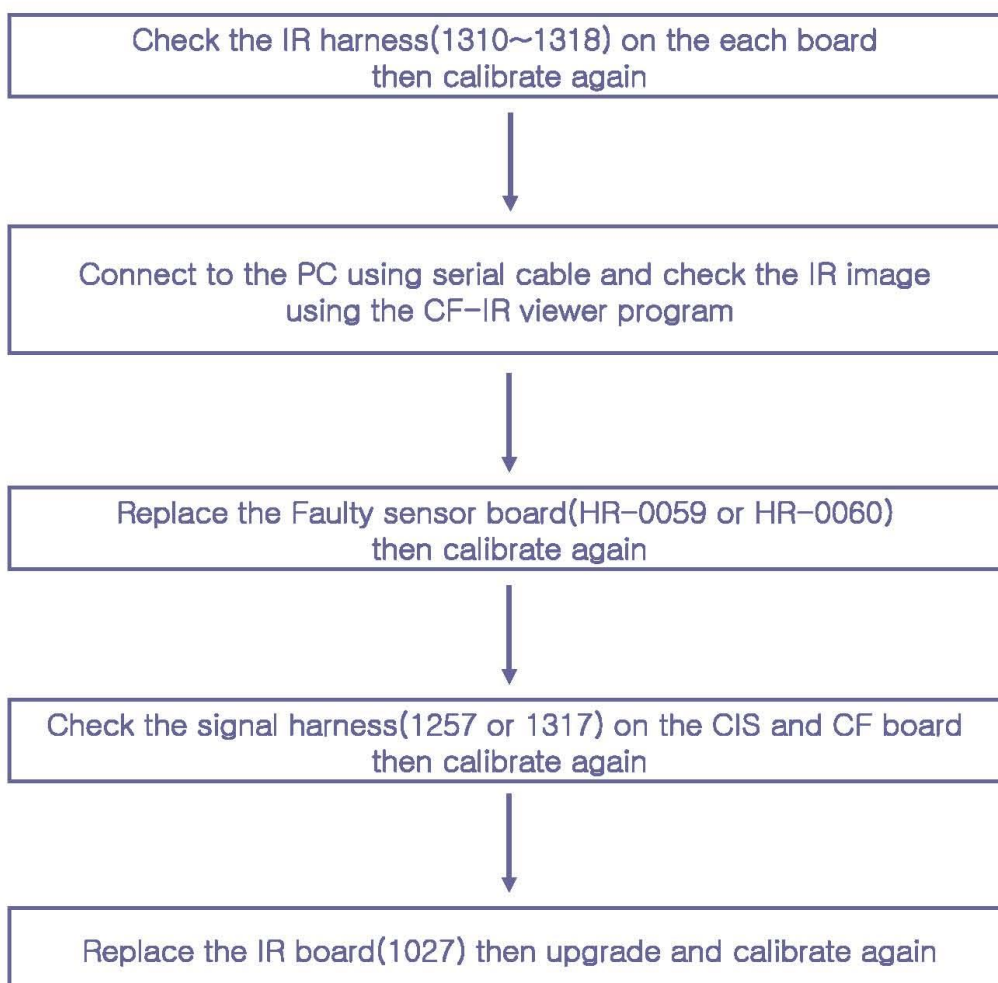 Check the IR harness(1310~1318) on the each board
then calibrate again
Connect to the PC using serial cable and check the IR image
using the CF-IR viewer program
Replace the Faulty sensor board(HR-0059 or HR-0060)
then calibrate again
Check the signal harness(1257 or 1317) on the CIS and CF board
then calibrate again
Replace the IR board(1027) then upgrade and calibrate again